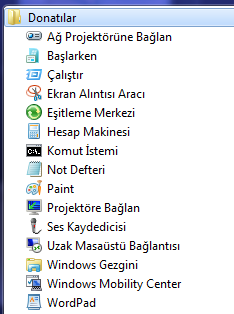 Donatılar
Ağ Projektörüne Bağlan
Başlarken
Çalıştır
Ekran Alıntısı Aracı
Eşitleme Merkezi
Hesap Makinesi
Komut İstemi
Not Defteri
Paint
Projektöre Bağlan
Ses Kaydedicisi
Uzak Masaüstü Bağlantısı
Windows Gezgini
Windows Mobility Center
WordPad